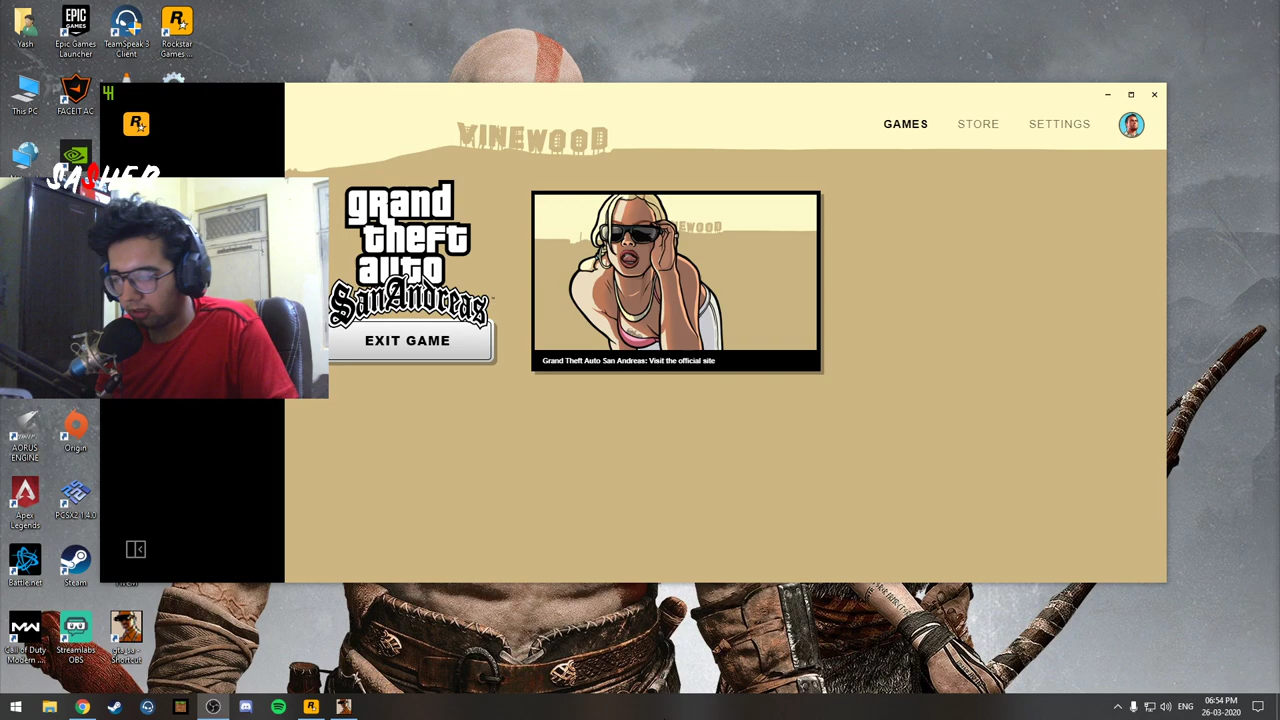 Yash
Epic Games
Launcher
TeamSpeak 3
Client
Rockstar
Games ...
This PC
FACEIT AC
SASHER
VINEWOOD
GAMES
STORE
SETTINGS
grand
theft
auto
San Andreas
EXIT GAME
Grand Theft Auto San Andreas: Visit the official site
AORUS
ENGINE
Origin
Apex
Legends
PCSX2 1.4.0
Battle.net
Steam
Call of Duty
Modern ...
Streamlabs
OBS
gta_sa -
Shortcut
ENG
06:54 PM
26-03-2020